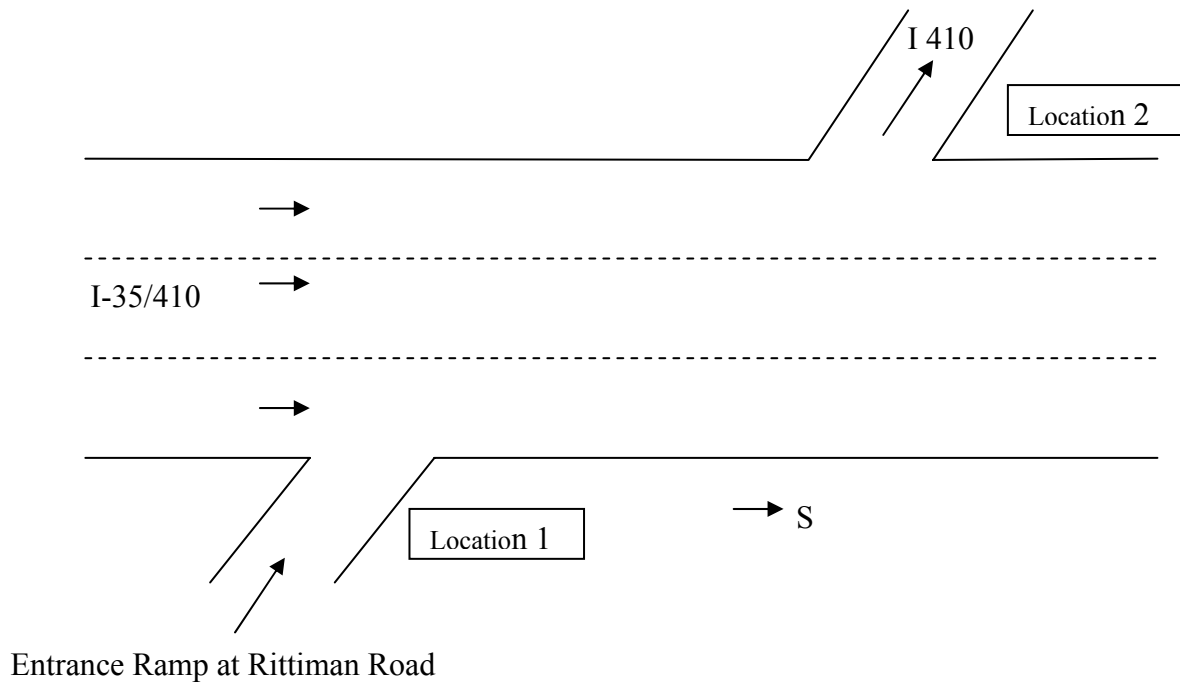 I 410
Location 2
I-35/410
Location 1
S
Entrance Ramp at Rittiman Road